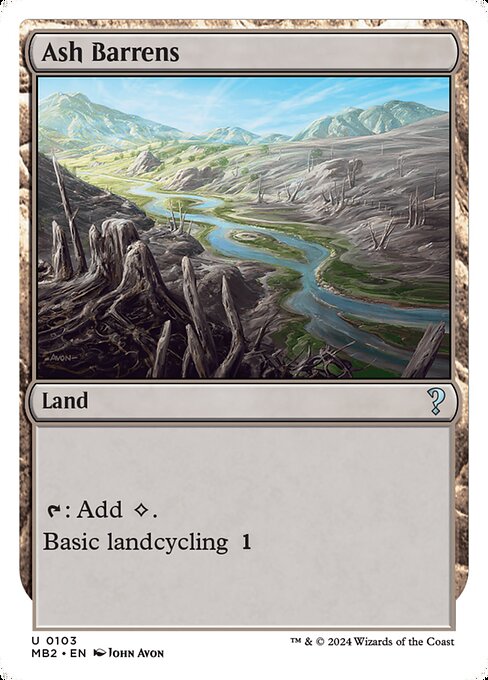 Ash Barrens
AVON
Land
: Add .
Basic landcycling 1
U 0103
MB2 • EN JOHN AVON
™ & © 2024 Wizards of the Coast